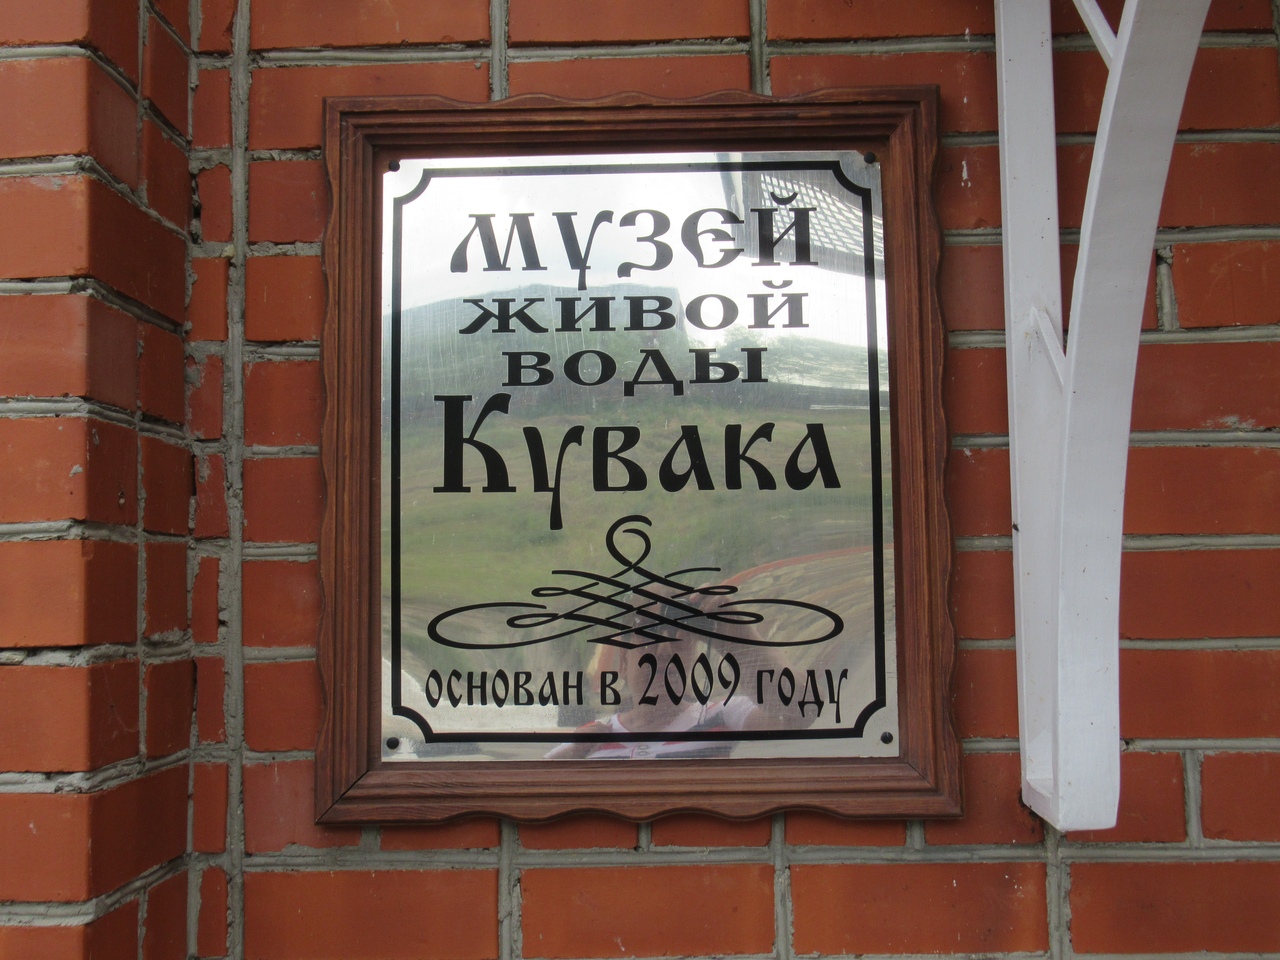 Музей
живой
воды
Кувака
основан в 2009 году